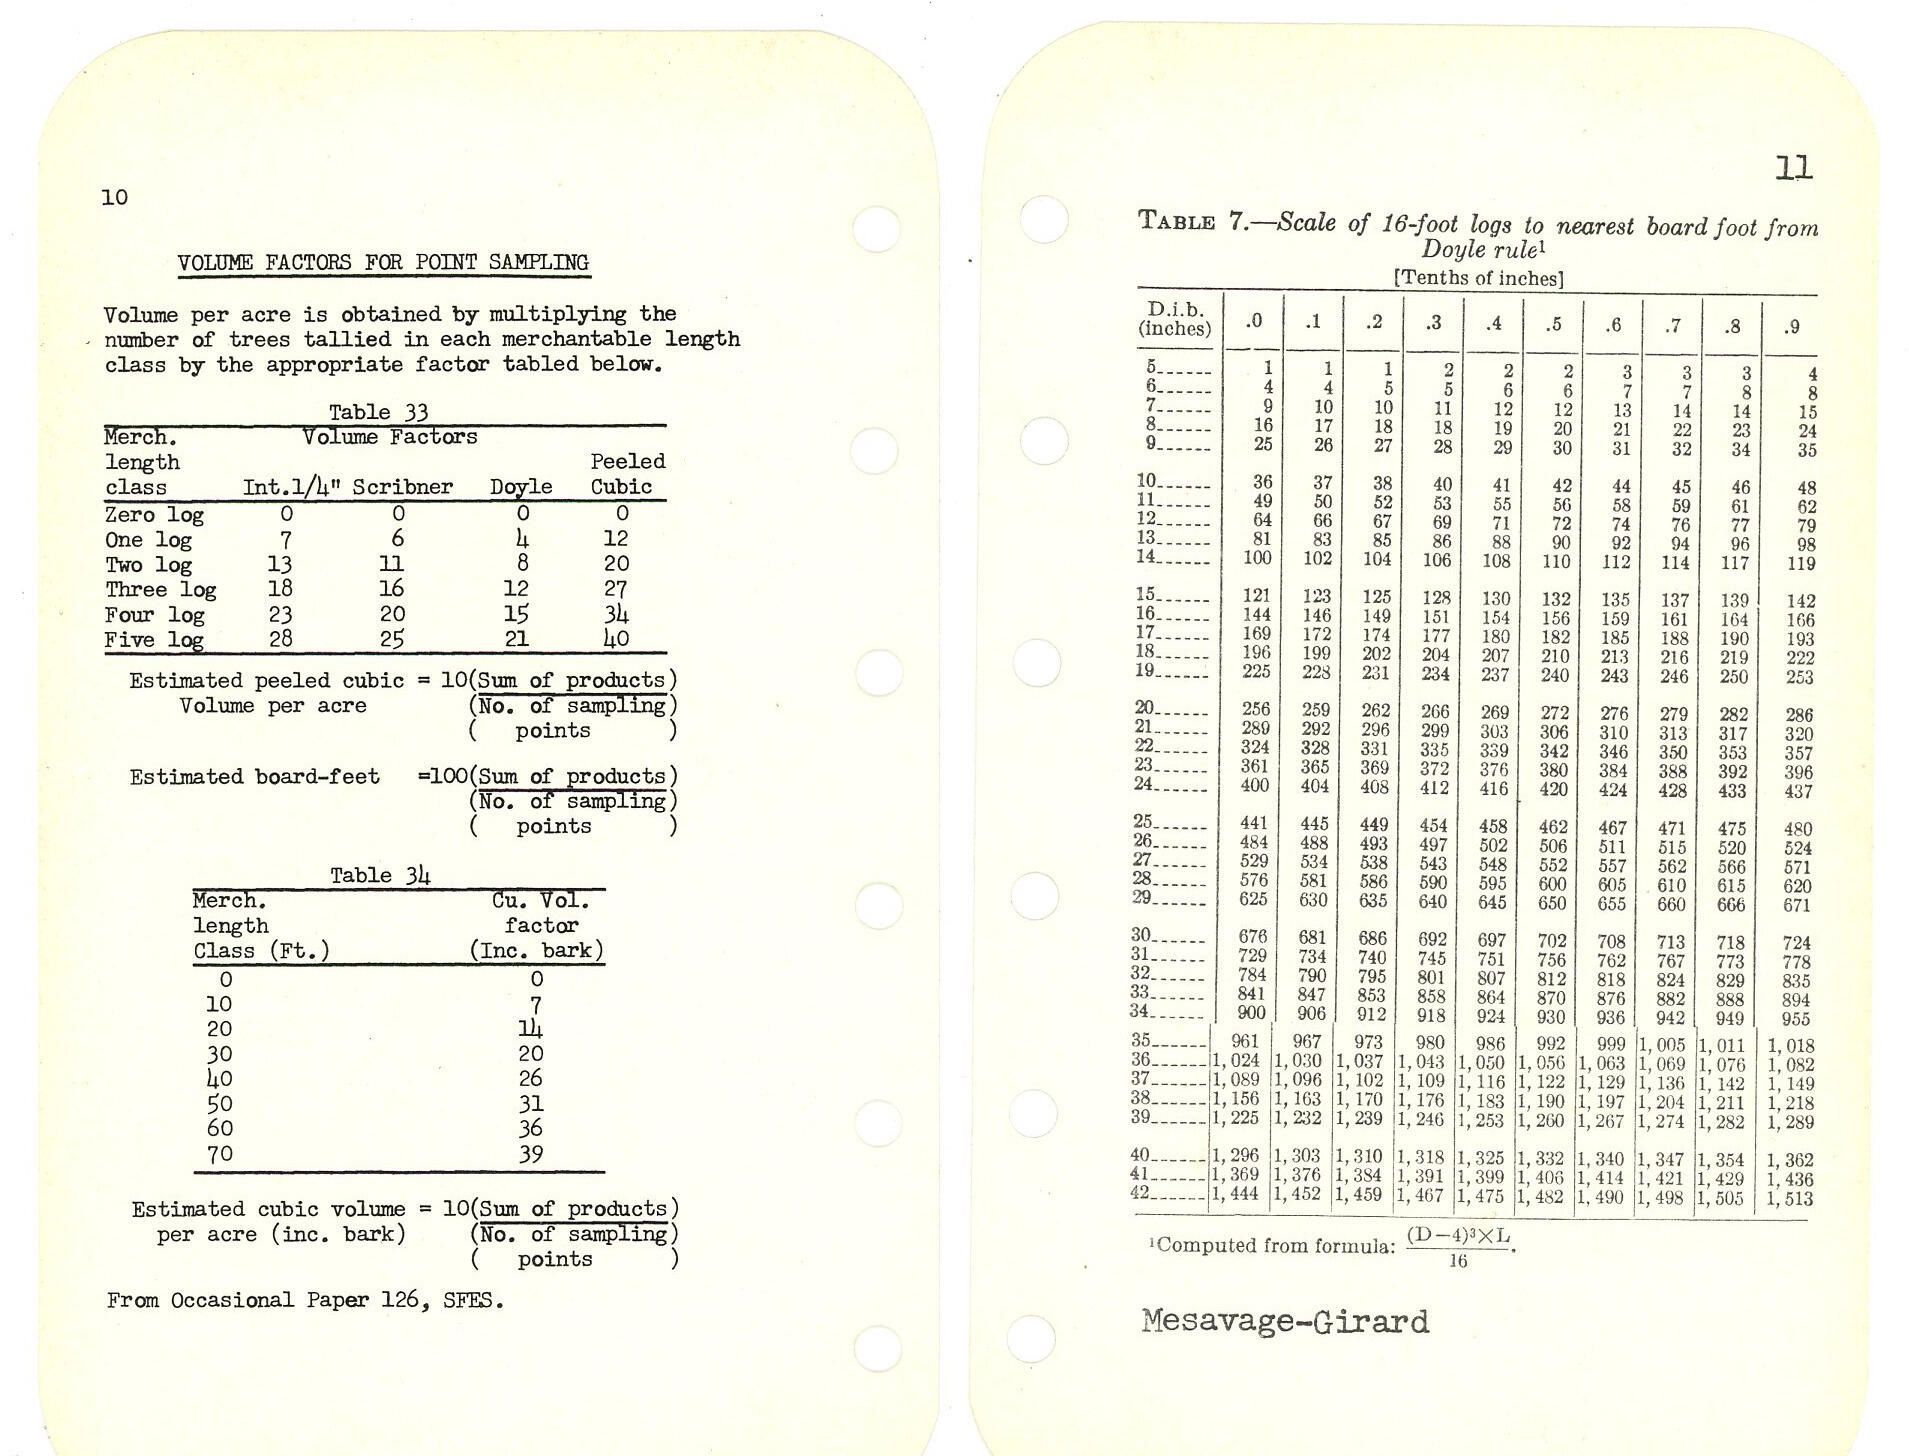 10
VOLUME FACTORS FOR POINT SAMPLING
Volume per acre is obtained by multiplying the
number of trees tallied in each merchantable length
class by the appropriate factor tabled below.
Table 33
Merch. Volume Factors
length Peeled
class Int.1/4" Scribner Doyle Cubic
Zero log 0 0 0 0
One log 7 6 4 12
Two log 13 11 8 20
Three log 18 16 12 27
Four log 23 20 15 34
Five log 28 25 21 40
Estimated peeled cubic = 10(Sum of products)
Volume per acre (No. of sampling)
( points )
Estimated board-feet =100(Sum of products)
(No. of sampling)
( points )
Table 34
Merch. Cu. Vol.
length factor
Class (Ft.) (Inc. bark)
0 0
10 7
20 14
30 20
40 26
50 31
60 36
70 39
Estimated cubic volume = 10(Sum of products)
per acre (inc. bark) (No. of sampling)
( points )
From Occasional Paper 126, SFES.
11
TABLE 7.—Scale of 16-foot logs to nearest board foot from
Doyle rule¹
[Tenths of inches]
D.i.b.
(inches) .0 .1 .2 .3 .4 .5 .6 .7 .8 .9
5------ 1 1 1 2 2 2 3 3 3 4
6------ 4 4 5 5 6 6 7 7 8 8
7------ 9 10 10 11 12 12 13 14 14 15
8------ 16 17 18 18 19 20 21 22 23 24
9------ 25 26 27 28 29 30 31 32 34 35
10------ 36 37 38 40 41 42 44 45 46 48
11------ 49 50 52 53 55 56 58 59 61 62
12------ 64 66 67 69 71 72 74 76 77 79
13------ 81 83 85 86 88 90 92 94 96 98
14------ 100 102 104 106 108 110 112 114 117 119
15------ 121 123 125 128 130 132 135 137 139 142
16------ 144 146 149 151 154 156 159 161 164 166
17------ 169 172 174 177 180 182 185 188 190 193
18------ 196 199 202 204 207 210 213 216 219 222
19------ 225 228 231 234 237 240 243 246 250 253
20------ 256 259 262 266 269 272 276 279 282 286
21------ 289 292 296 299 303 306 310 313 317 320
22------ 324 328 331 335 339 342 346 350 353 357
23------ 361 365 369 372 376 380 384 388 392 396
24------ 400 404 408 412 416 420 424 428 433 437
25------ 441 445 449 454 458 462 467 471 475 480
26------ 484 488 493 497 502 506 511 515 520 524
27------ 529 534 538 543 548 552 557 562 566 571
28------ 576 581 586 590 595 600 605 610 615 620
29------ 625 630 635 640 645 650 655 660 666 671
30------ 676 681 686 692 697 702 708 713 718 724
31------ 729 734 740 745 751 756 762 767 773 778
32------ 784 790 795 801 807 812 818 824 829 835
33------ 841 847 853 858 864 870 876 882 888 894
34------ 900 906 912 918 924 930 936 942 949 955
35------ 961 967 973 980 986 992 999 1,005 1,011 1,018
36------ 1,024 1,030 1,037 1,043 1,050 1,056 1,063 1,069 1,076 1,082
37------ 1,089 1,096 1,102 1,109 1,116 1,122 1,129 1,136 1,142 1,149
38------ 1,156 1,163 1,170 1,176 1,183 1,190 1,197 1,204 1,211 1,218
39------ 1,225 1,232 1,239 1,246 1,253 1,260 1,267 1,274 1,282 1,289
40------ 1,296 1,303 1,310 1,318 1,325 1,332 1,340 1,347 1,354 1,362
41------ 1,369 1,376 1,384 1,391 1,399 1,406 1,414 1,421 1,429 1,436
42------ 1,444 1,452 1,459 1,467 1,475 1,482 1,490 1,498 1,505 1,513
¹Computed from formula: (D−4)³×L
16 .
Mesavage-Girard